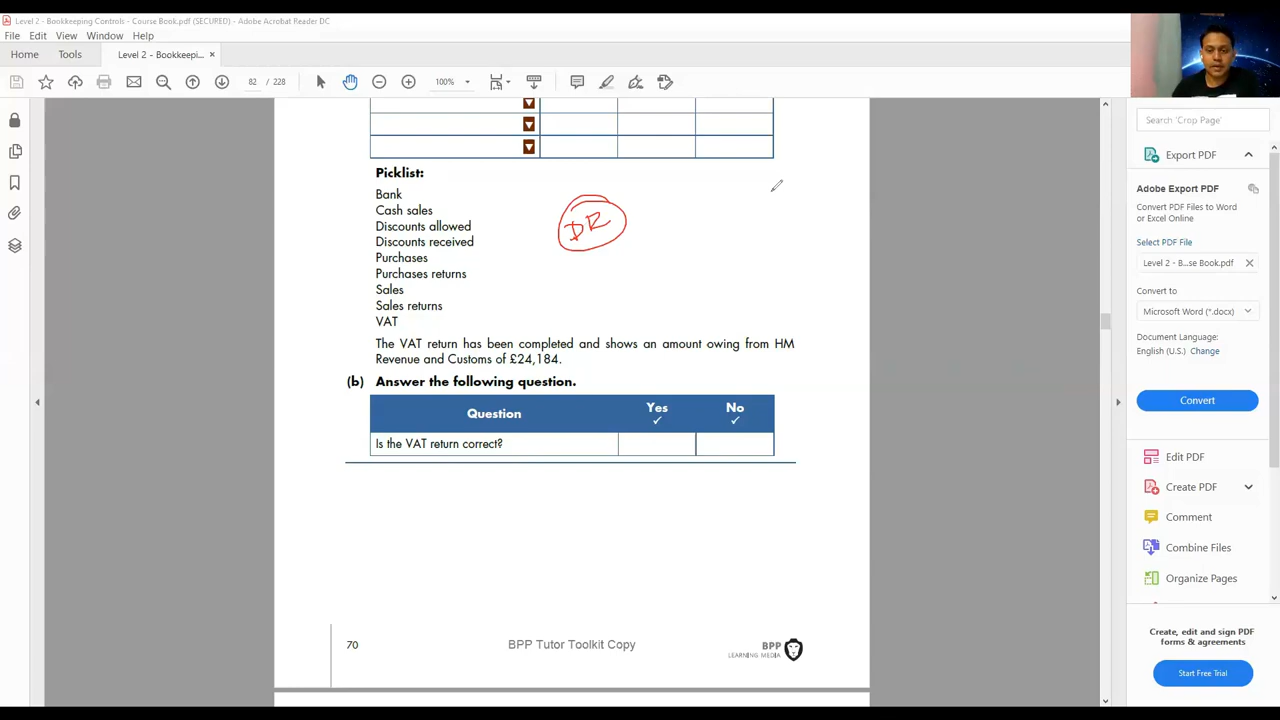 Level 2 - Bookkeeping Controls - Course Book.pdf (SECURED) - Adobe Acrobat Reader DC
File Edit View Window Help
Home Tools Level 2 - Bookkeepi... ×
82 / 228 100%
Search 'Crop Page'
Export PDF
Adobe Export PDF
Convert PDF Files to Word
or Excel Online
Select PDF File
Level 2 - B...se Book.pdf
Convert to
Microsoft Word (*.docx)
Document Language:
English (U.S.) Change
Convert
Edit PDF
Create PDF
Comment
Combine Files
Organize Pages
Create, edit and sign PDF
forms & agreements
Start Free Trial
Picklist:
Bank
Cash sales
Discounts allowed
Discounts received
Purchases
Purchases returns
Sales
Sales returns
VAT
DR
The VAT return has been completed and shows an amount owing from HM
Revenue and Customs of £24,184.
(b) Answer the following question.
Question Yes No
✓ ✓
Is the VAT return correct?
70 BPP Tutor Toolkit Copy BPP
LEARNING MEDIA